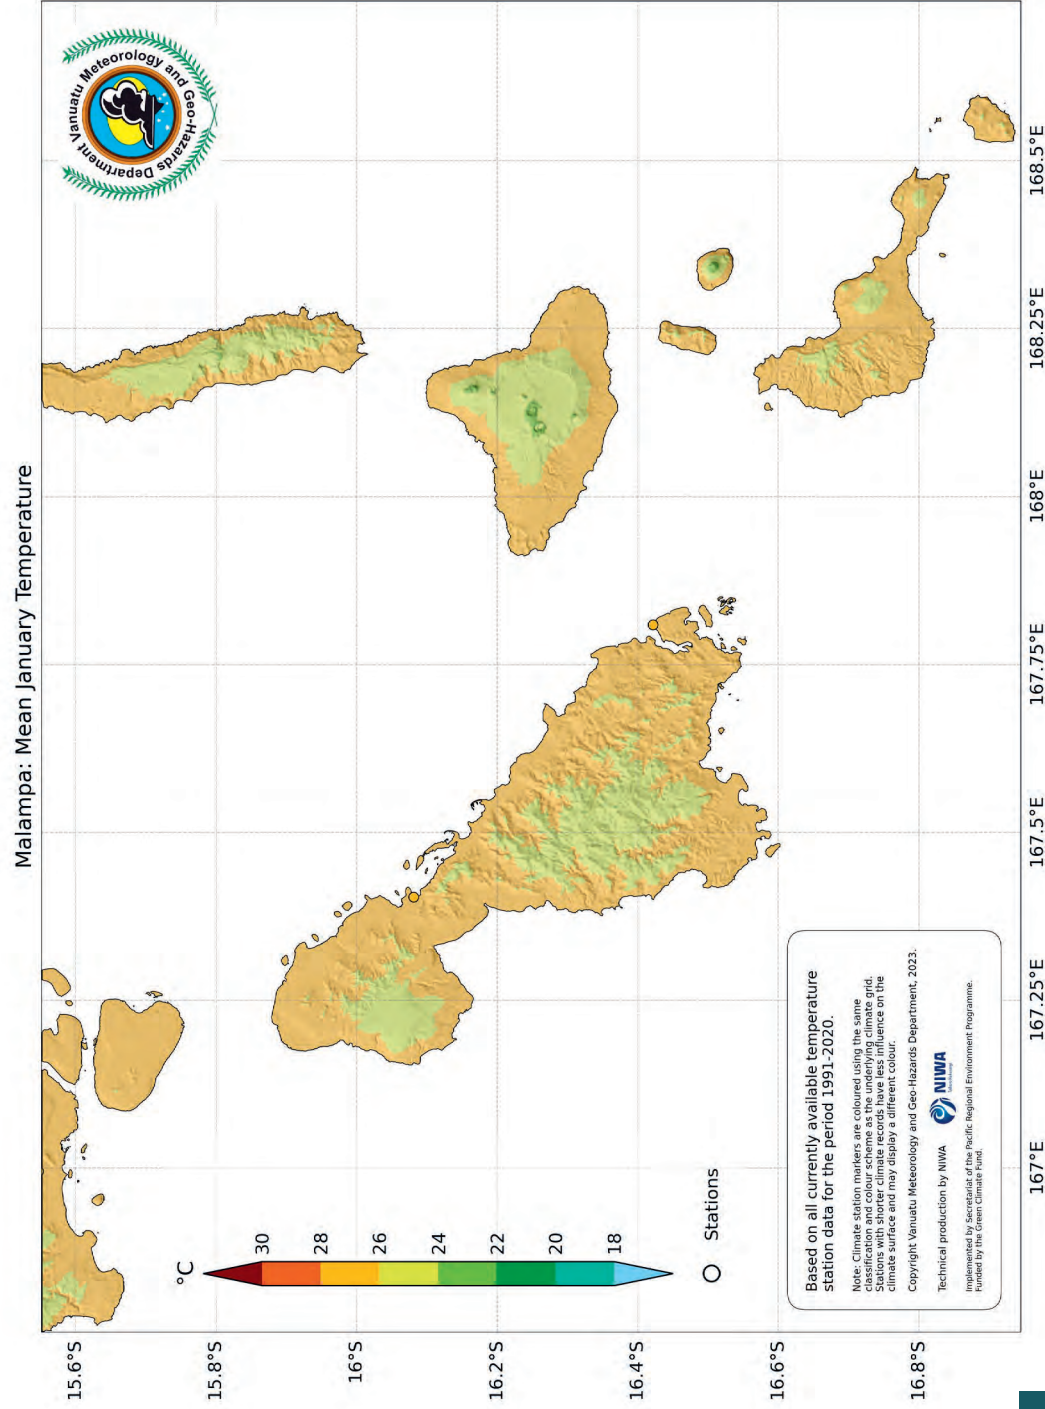 Malampa: Mean January Temperature
Vanuatu Meteorology and Geo-Hazards Department
15.6°S
15.8°S
16°S
16.2°S
16.4°S
16.6°S
16.8°S
167°E
167.25°E
167.5°E
167.75°E
168°E
168.25°E
168.5°E
°C
30
28
26
24
22
20
18
Stations
Based on all currently available temperature
station data for the period 1991-2020.
Note: Climate station markers are coloured using the same
classification and colour scheme as the underlying climate grid.
Stations with shorter climate records have less influence on the
climate surface and may display a different colour.
Copyright Vanuatu Meteorology and Geo-Hazards Department, 2023.
Technical production by NIWA
NIWA
Implemented by Secretariat of the Pacific Regional Environment Programme.
Funded by the Green Climate Fund.